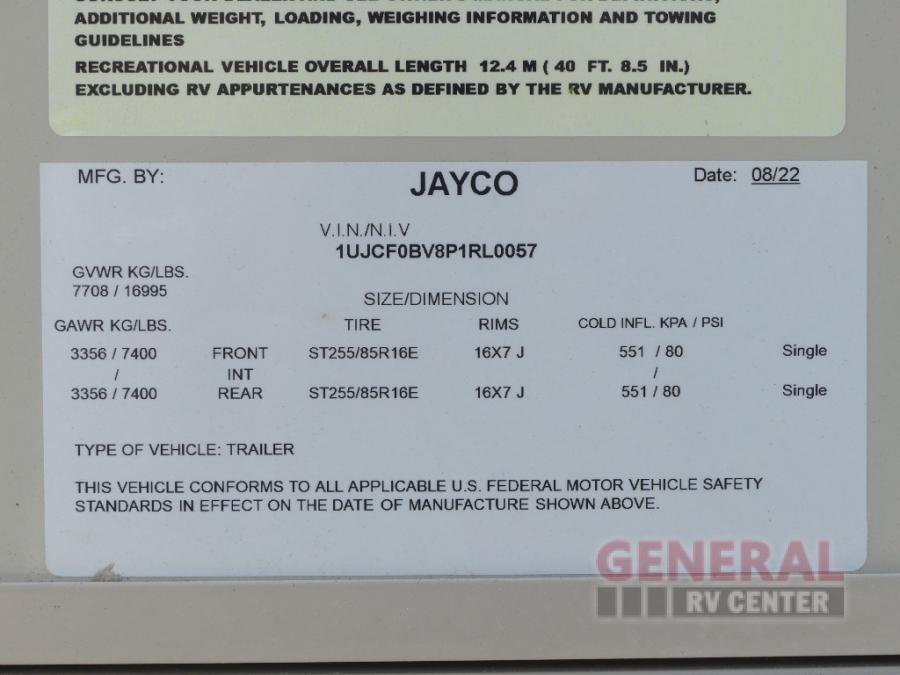 ADDITIONAL WEIGHT, LOADING, WEIGHING INFORMATION AND TOWING
GUIDELINES
RECREATIONAL VEHICLE OVERALL LENGTH 12.4 M ( 40 FT. 8.5 IN.)
EXCLUDING RV APPURTENANCES AS DEFINED BY THE RV MANUFACTURER.
MFG. BY: JAYCO Date: 08/22
V.I.N./N.I.V
1UJCF0BV8P1RL0057
GVWR KG/LBS.
7708 / 16995
SIZE/DIMENSION
GAWR KG/LBS. TIRE RIMS COLD INFL. KPA / PSI
3356 / 7400 FRONT ST255/85R16E 16X7 J 551 / 80 Single
/ INT /
3356 / 7400 REAR ST255/85R16E 16X7 J 551 / 80 Single
TYPE OF VEHICLE: TRAILER
THIS VEHICLE CONFORMS TO ALL APPLICABLE U.S. FEDERAL MOTOR VEHICLE SAFETY
STANDARDS IN EFFECT ON THE DATE OF MANUFACTURE SHOWN ABOVE.
GENERAL
RV CENTER